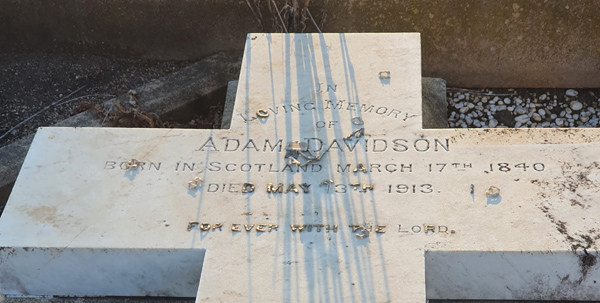 IN
LOVING MEMORY
OF
ADAM DAVIDSON
BORN IN SCOTLAND MARCH 17TH 1840
DIED MAY 13TH 1913.
FOR EVER WITH THE LORD.